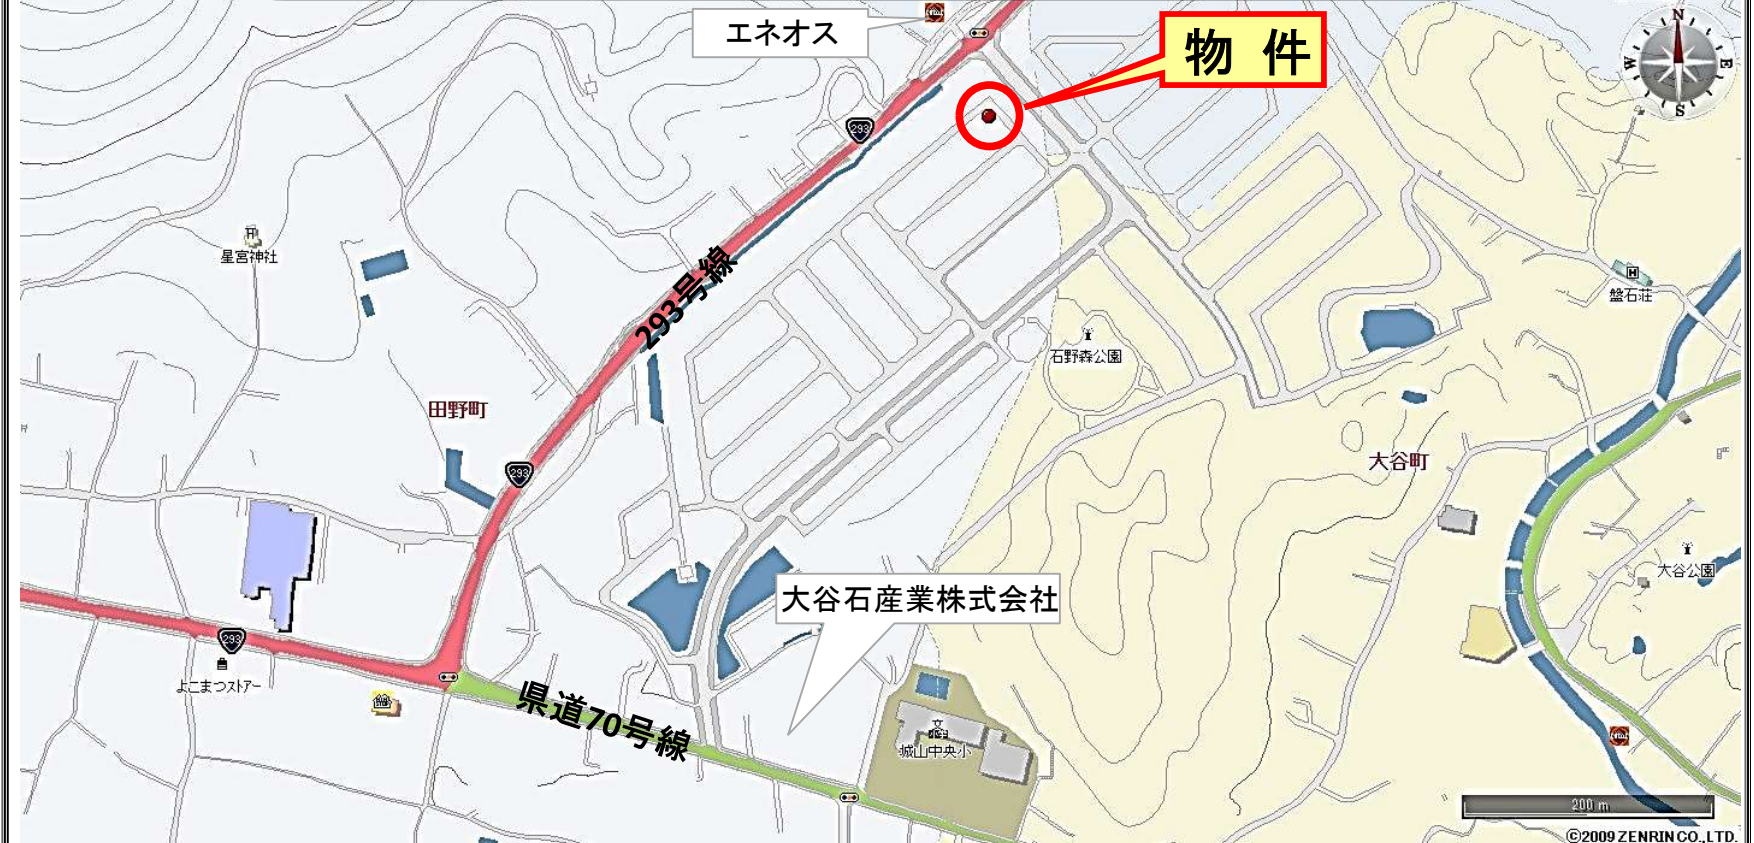 エネオス
物 件
N
W
E
S
293
星宮神社
293号線
盤石荘
石野森公園
田野町
293
大谷町
大谷公園
大谷石産業株式会社
293
よこまつストアー
県道70号線
文
城山中央小
200 m
©2009 ZENRIN CO., LTD.